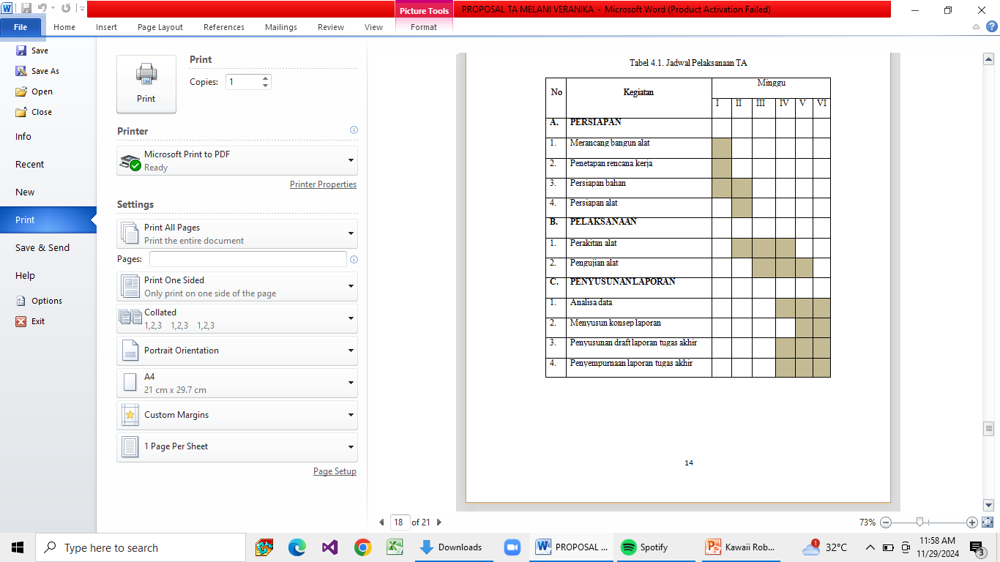 PROPOSAL TA MELANI VERANIKA - Microsoft Word (Product Activation Failed)
Picture Tools
File Home Insert Page Layout References Mailings Review View Format
Save
Save As
Open
Close
Info
Recent
New
Print
Save & Send
Help
Options
Exit
Print
Print
Copies: 1
Printer
Microsoft Print to PDF
Ready
Printer Properties
Settings
Print All Pages
Print the entire document
Pages:
Print One Sided
Only print on one side of the page
Collated
1,2,3 1,2,3 1,2,3
Portrait Orientation
A4
21 cm x 29.7 cm
Custom Margins
1 Page Per Sheet
Page Setup
Tabel 4.1. Jadwal Pelaksanaan TA
No Kegiatan Minggu
I II III IV V VI
A. PERSIAPAN
1. Merancang bangun alat
2. Penetapan rencana kerja
3. Persiapan bahan
4. Persiapan alat
B. PELAKSANAAN
1. Perakitan alat
2. Pengujian alat
C. PENYUSUNAN LAPORAN
1. Analisa data
2. Menyusun konsep laporan
3. Penyusunan draft laporan tugas akhir
4. Penyempurnaan laporan tugas akhir
14
18 of 21
73%
Type here to search
Downloads
PROPOSAL ...
Spotify
Kawaii Rob...
1
32°C
11:58 AM
11/29/2024
3